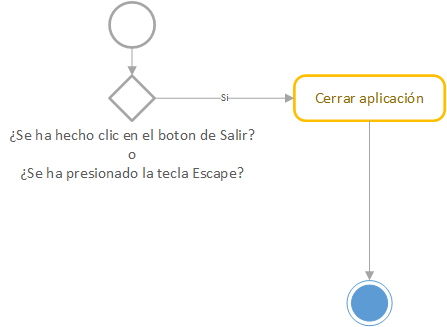 Si
Cerrar aplicación
¿Se ha hecho clic en el boton de Salir?
o
¿Se ha presionado la tecla Escape?